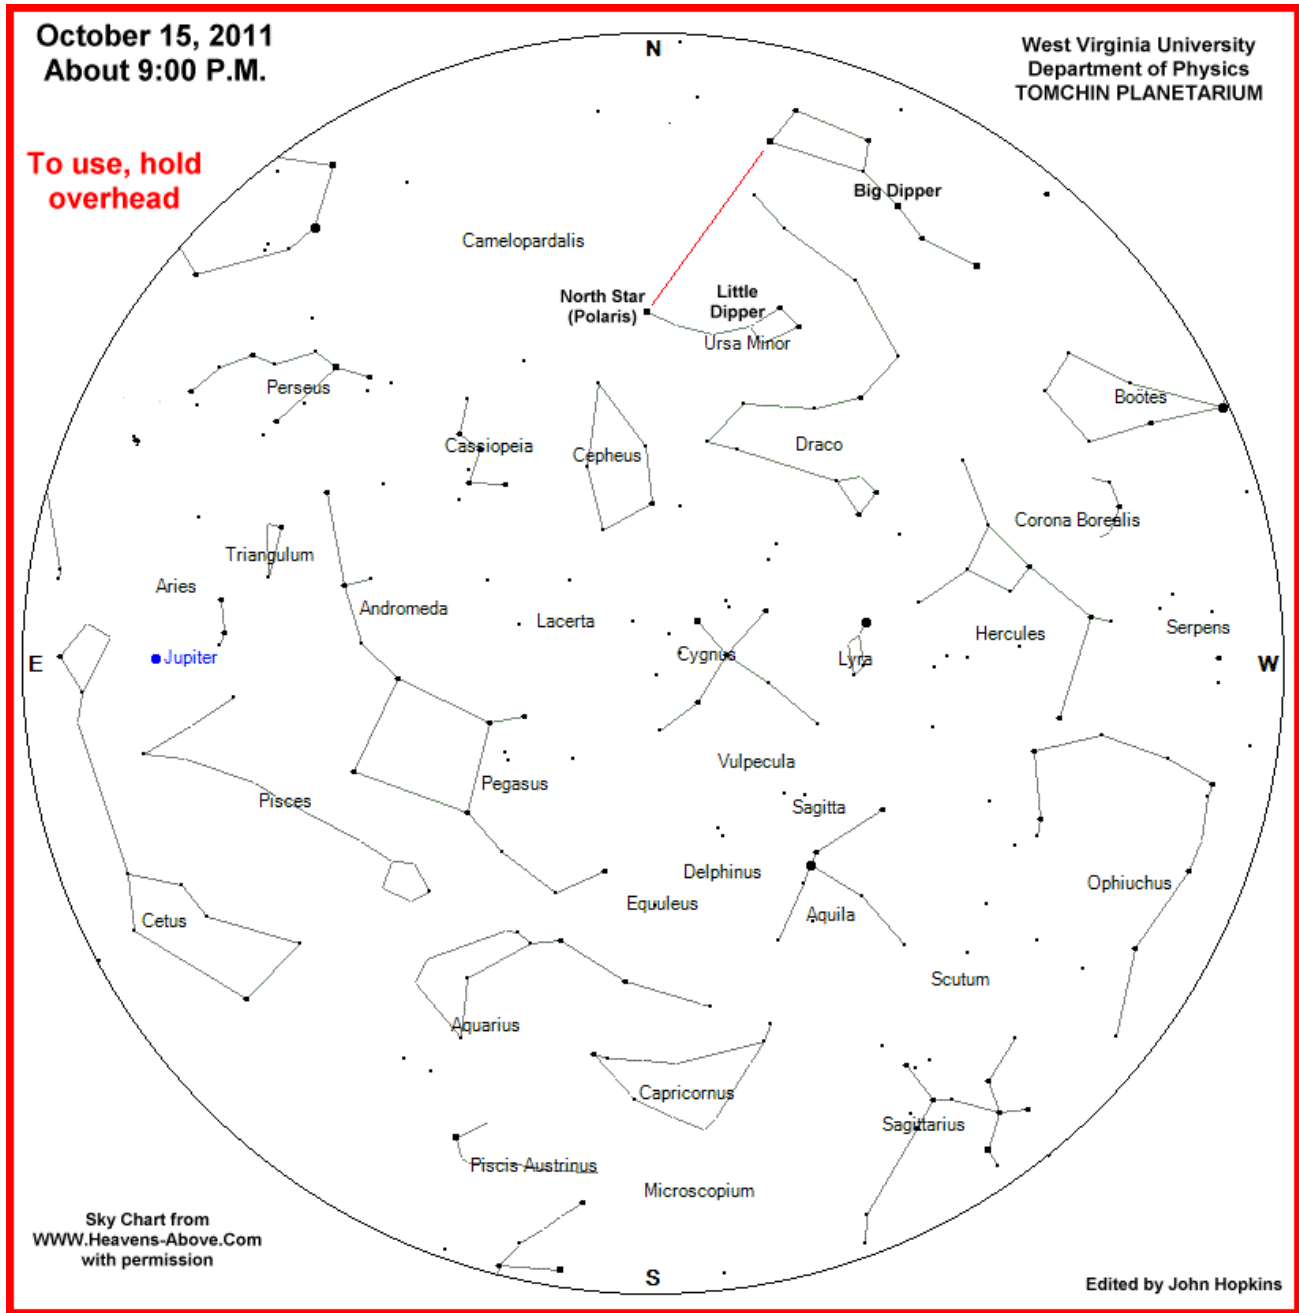 October 15, 2011
About 9:00 P.M.
N
West Virginia University
Department of Physics
TOMCHIN PLANETARIUM
To use, hold
overhead
Big Dipper
Camelopardalis
North Star
(Polaris)
Little
Dipper
Ursa Minor
Perseus
Boötes
Cassiopeia
Cepheus
Draco
Corona Borealis
Triangulum
Aries
Andromeda
Lacerta
Hercules
Serpens
E
Jupiter
Cygnus
Lyra
W
Vulpecula
Pegasus
Pisces
Sagitta
Delphinus
Ophiuchus
Equuleus
Cetus
Aquila
Scutum
Aquarius
Capricornus
Sagittarius
Piscis Austrinus
Microscopium
Sky Chart from
WWW.Heavens-Above.Com
with permission
S
Edited by John Hopkins